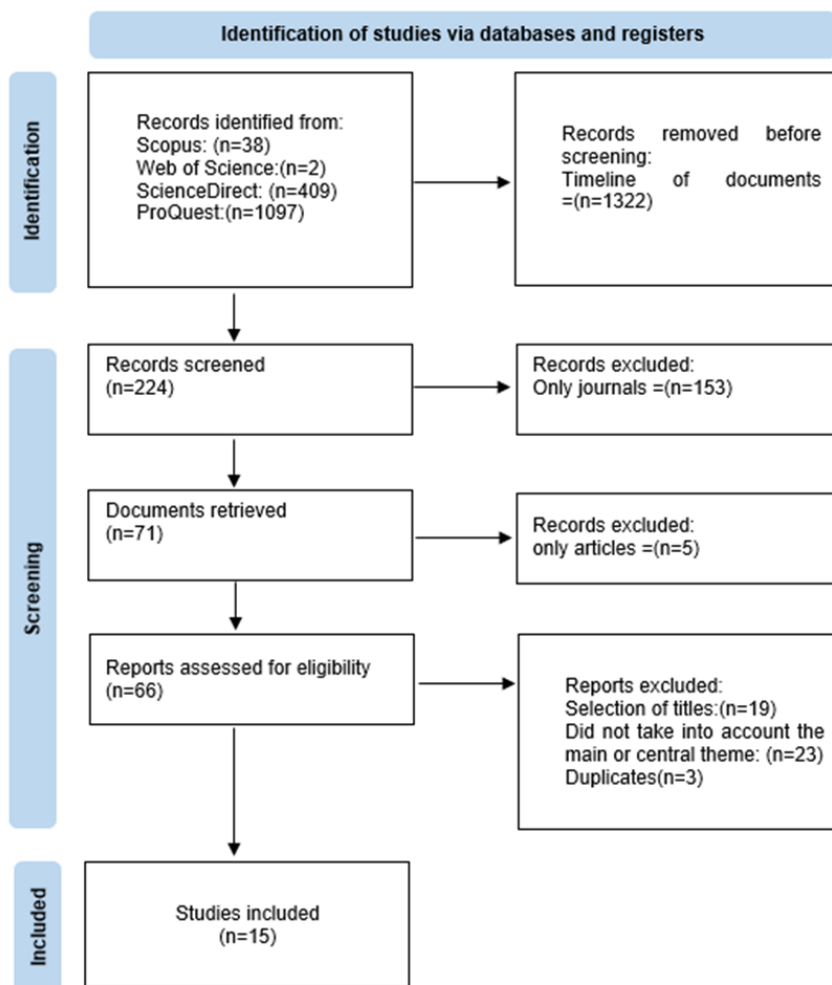 Identification of studies via databases and registers
Identification
Records identified from:
Scopus: (n=38)
Web of Science:(n=2)
ScienceDirect: (n=409)
ProQuest:(n=1097)
Records removed before
screening:
Timeline of documents
=(n=1322)
Screening
Records screened
(n=224)
Records excluded:
Only journals =(n=153)
Documents retrieved
(n=71)
Records excluded:
only articles =(n=5)
Reports assessed for eligibility
(n=66)
Reports excluded:
Selection of titles:(n=19)
Did not take into account the
main or central theme: (n=23)
Duplicates(n=3)
Included
Studies included
(n=15)